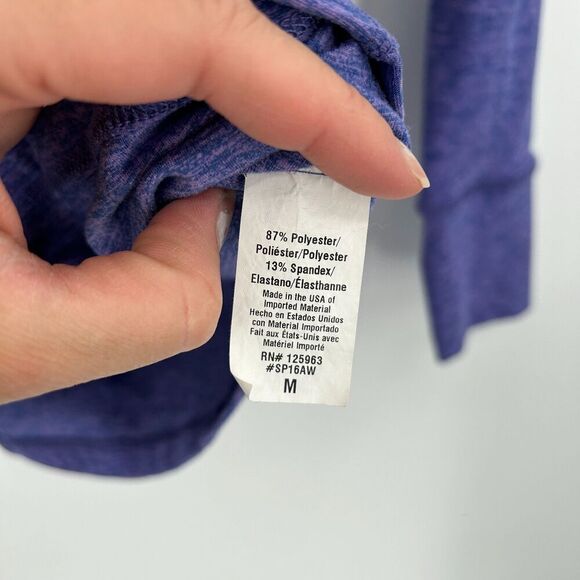 87% Polyester/
Poliéster/Polyester
13% Spandex/
Elastano/Élasthanne
Made in the USA of
Imported Material
Hecho en Estados Unidos
con Material Importado
Fait aux États-Unis avec
Matériel Importé
RN# 125963
#SP16AW
M